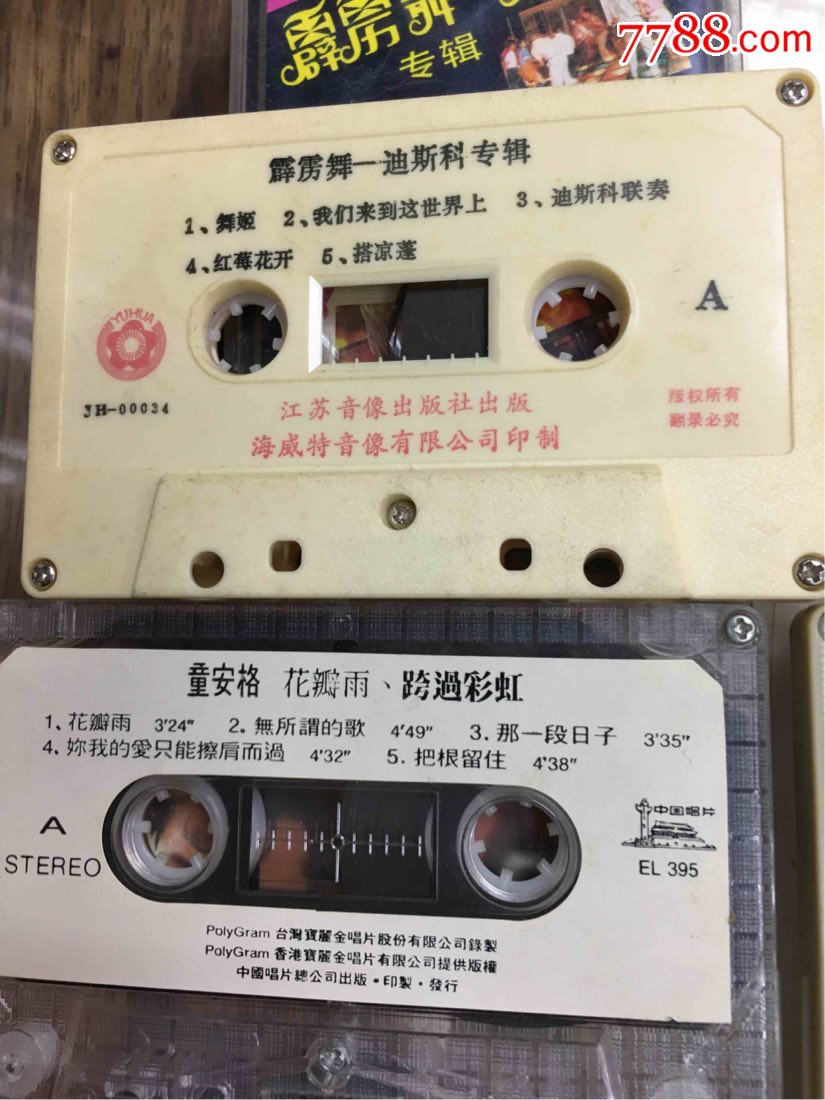 7788.com
霹雳舞
专辑
霹雳舞—迪斯科专辑
1、舞姬 2、我们来到这世界上 3、迪斯科联奏
4、红莓花开 5、搭凉蓬
A
YUHUA
3H-00034
江苏音像出版社出版
海威特音像有限公司印制
版权所有
翻录必究
童安格 花瓣雨、跨過彩虹
1. 花瓣雨 3'24" 2. 無所謂的歌 4'49" 3. 那一段日子 3'35"
4. 妳我的愛只能擦肩而過 4'32" 5. 把根留住 4'38"
A
STEREO
中国唱片
EL 395
PolyGram 台灣寶麗金唱片股份有限公司錄製
PolyGram 香港寶麗金唱片有限公司提供版權
中國唱片總公司出版・印製・發行